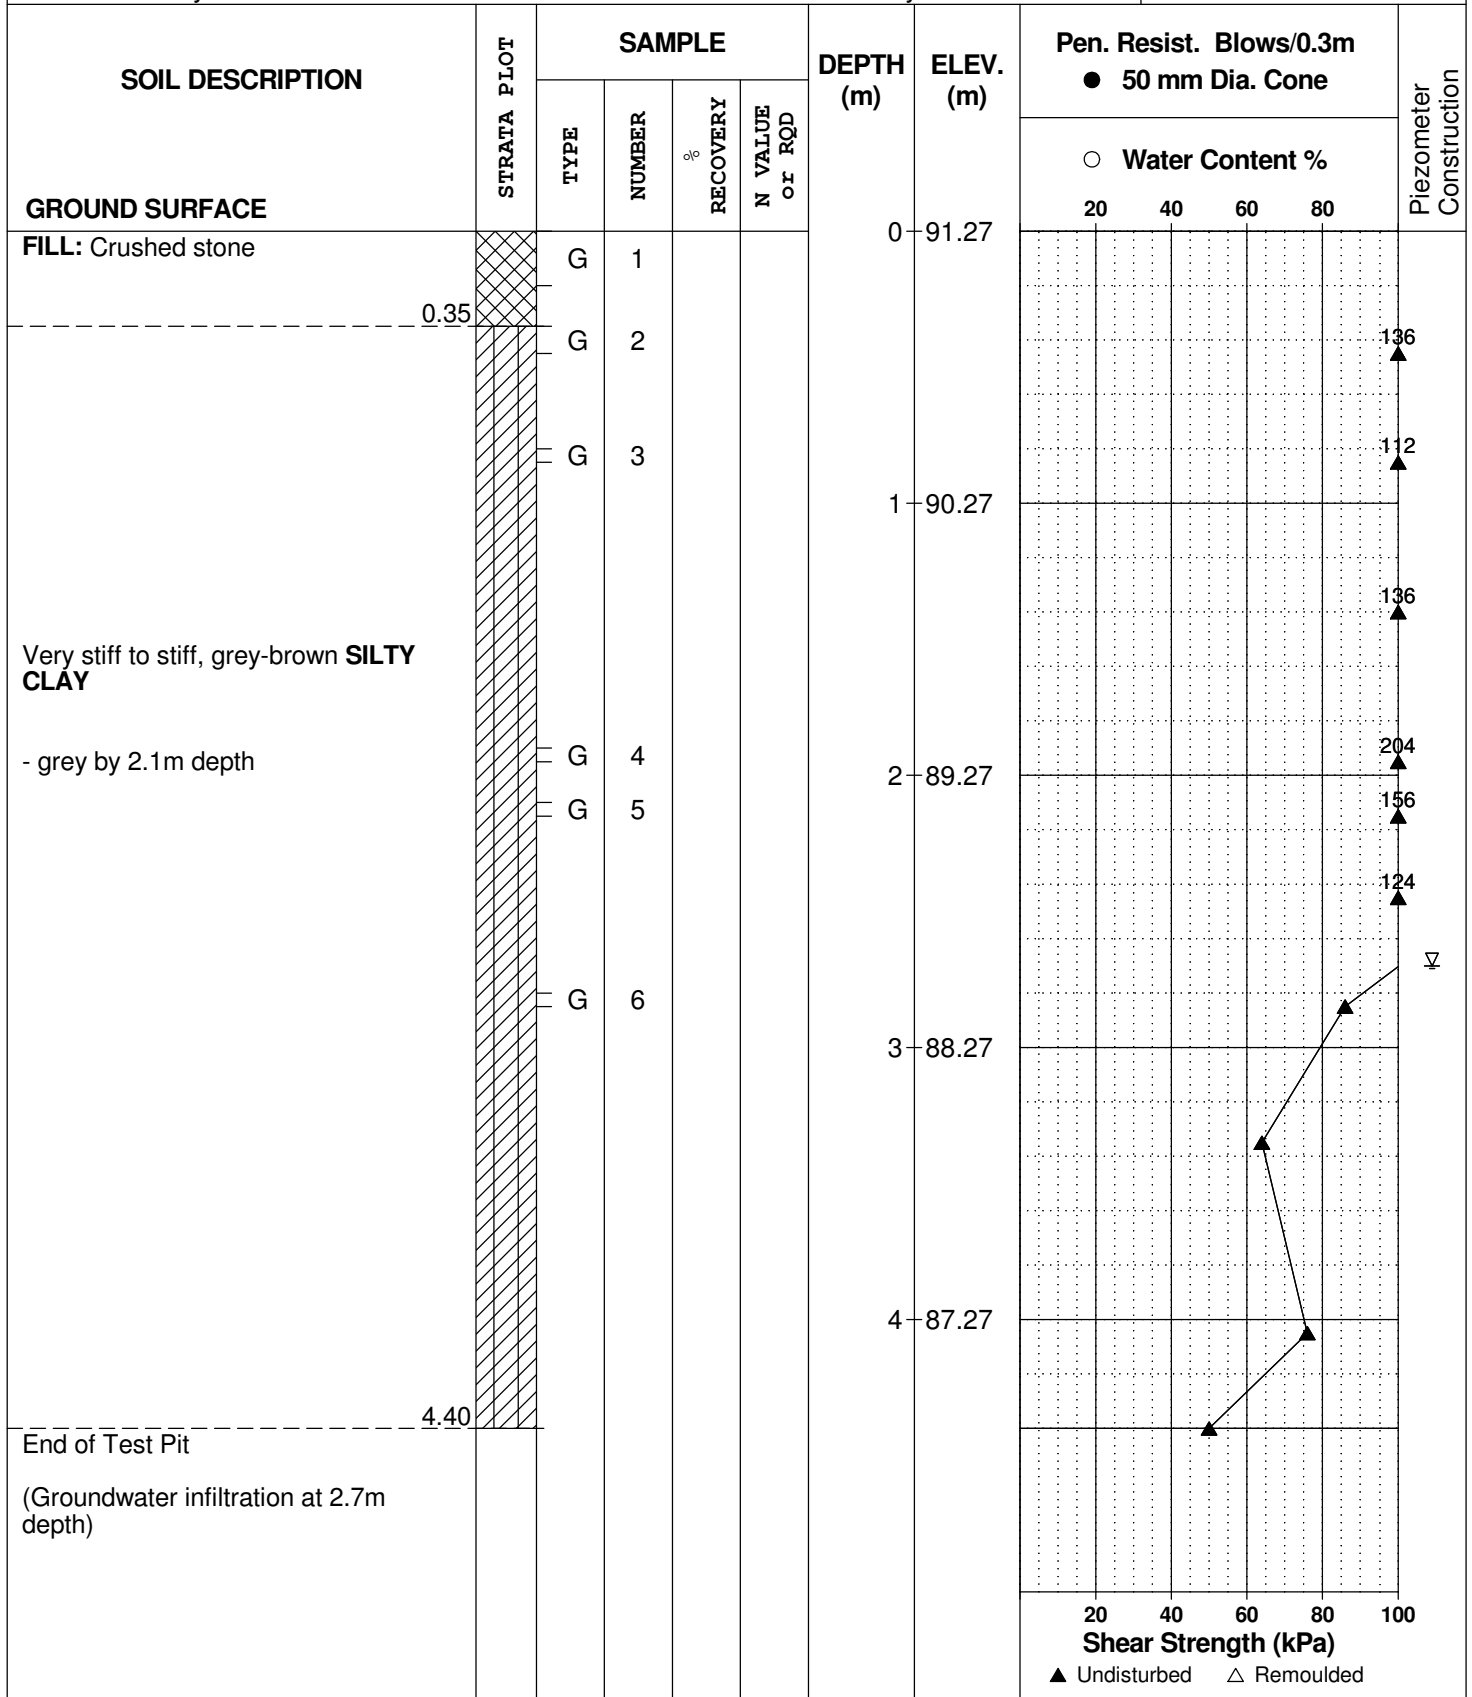 SOIL DESCRIPTION
GROUND SURFACE
STRATA PLOT
SAMPLE
TYPE
NUMBER
%
RECOVERY
N VALUE
or RQD
DEPTH
(m)
ELEV.
(m)
Pen. Resist. Blows/0.3m
● 50 mm Dia. Cone
○ Water Content %
20 40 60 80
Piezometer
Construction
FILL: Crushed stone
0.35
G 1
0 91.27
G 2
136
G 3
112
1 90.27
136
Very stiff to stiff, grey-brown SILTY
CLAY
- grey by 2.1m depth
G 4
204
2 89.27
G 5
156
124
G 6
3 88.27
4 87.27
4.40
End of Test Pit
(Groundwater infiltration at 2.7m
depth)
20 40 60 80 100
Shear Strength (kPa)
▲ Undisturbed △ Remoulded